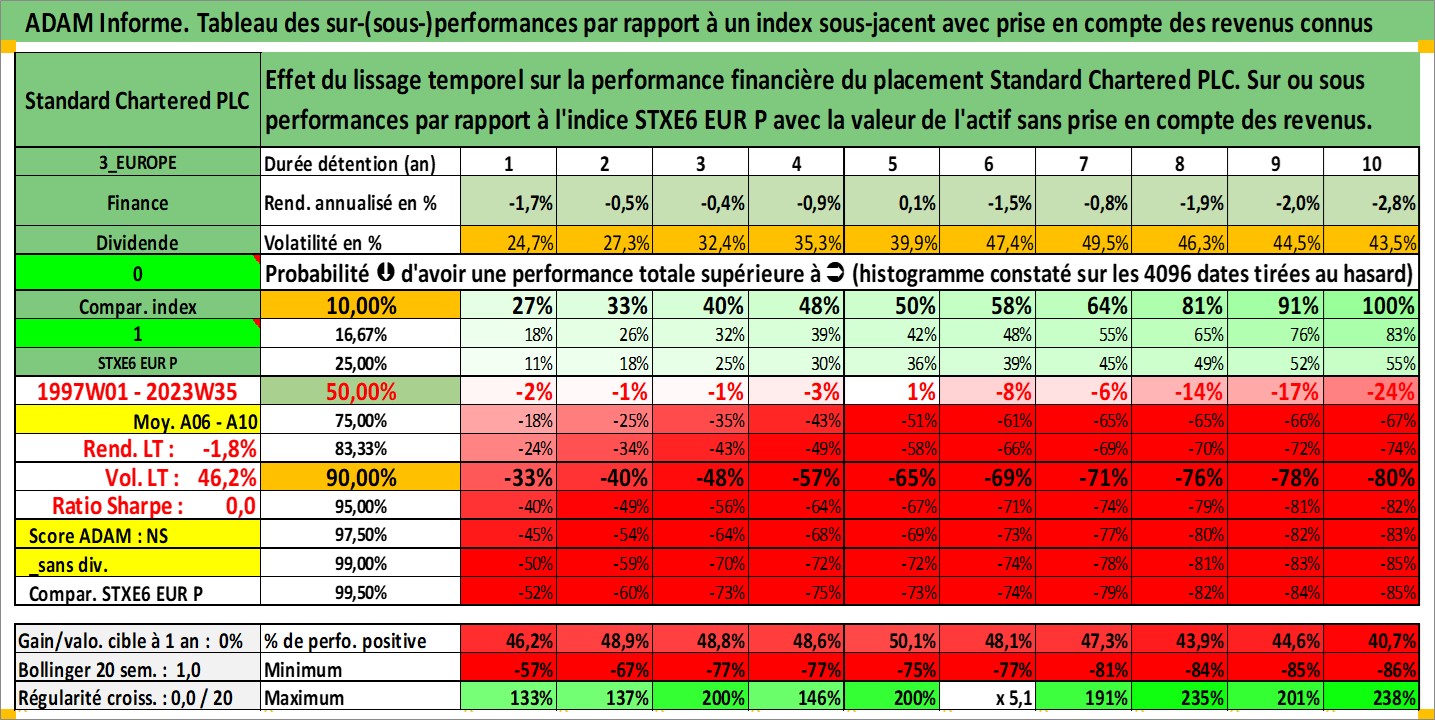 ADAM Informe. Tableau des sur-(sous-)performances par rapport à un index sous-jacent avec prise en compte des revenus connus
Standard Chartered PLC
Effet du lissage temporel sur la performance financière du placement Standard Chartered PLC. Sur ou sous
performances par rapport à l'indice STXE6 EUR P avec la valeur de l'actif sans prise en compte des revenus.
3_EUROPE Durée détention (an) 1 2 3 4 5 6 7 8 9 10
Finance Rend. annualisé en % -1,7% -0,5% -0,4% -0,9% 0,1% -1,5% -0,8% -1,9% -2,0% -2,8%
Dividende Volatilité en % 24,7% 27,3% 32,4% 35,3% 39,9% 47,4% 49,5% 46,3% 44,5% 43,5%
0 Probabilité ⬇ d'avoir une performance totale supérieure à ➲ (histogramme constaté sur les 4096 dates tirées au hasard)
Compar. index 10,00% 27% 33% 40% 48% 50% 58% 64% 81% 91% 100%
1 16,67% 18% 26% 32% 39% 42% 48% 55% 65% 76% 83%
STXE6 EUR P 25,00% 11% 18% 25% 30% 36% 39% 45% 49% 52% 55%
1997W01 - 2023W35 50,00% -2% -1% -1% -3% 1% -8% -6% -14% -17% -24%
Moy. A06 - A10 75,00% -18% -25% -35% -43% -51% -61% -65% -65% -66% -67%
Rend. LT : -1,8% 83,33% -24% -34% -43% -49% -58% -66% -69% -70% -72% -74%
Vol. LT : 46,2% 90,00% -33% -40% -48% -57% -65% -69% -71% -76% -78% -80%
Ratio Sharpe : 0,0 95,00% -40% -49% -56% -64% -67% -71% -74% -79% -81% -82%
Score ADAM : NS 97,50% -45% -54% -64% -68% -69% -73% -77% -80% -82% -83%
_sans div. 99,00% -50% -59% -70% -72% -72% -74% -78% -81% -83% -85%
Compar. STXE6 EUR P 99,50% -52% -60% -73% -75% -73% -74% -79% -82% -84% -85%
Gain/valo. cible à 1 an : 0% % de perfo. positive 46,2% 48,9% 48,8% 48,6% 50,1% 48,1% 47,3% 43,9% 44,6% 40,7%
Bollinger 20 sem. : 1,0 Minimum -57% -67% -77% -77% -75% -77% -81% -84% -85% -86%
Régularité croiss. : 0,0 / 20 Maximum 133% 137% 200% 146% 200% x 5,1 191% 235% 201% 238%